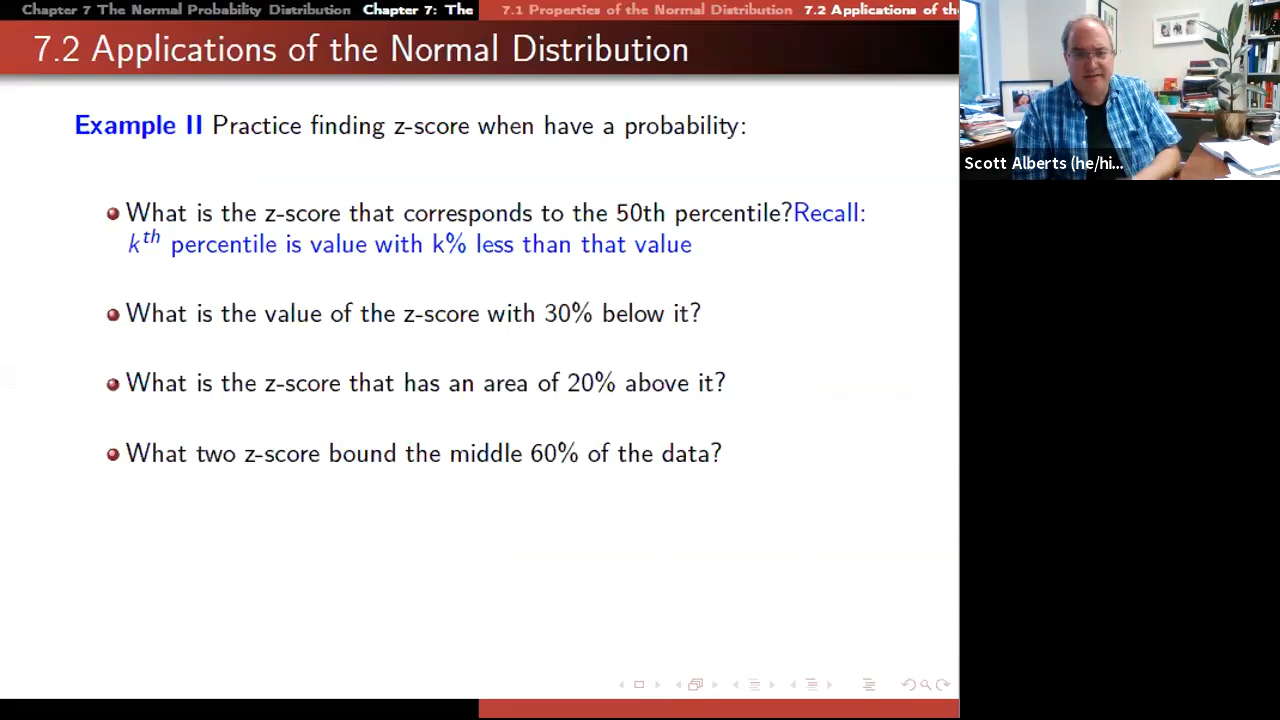 Chapter 7 The Normal Probability Distribution Chapter 7: The 7.1 Properties of the Normal Distribution 7.2 Applications of th
7.2 Applications of the Normal Distribution
Example II Practice finding z-score when have a probability:
What is the z-score that corresponds to the 50th percentile?Recall:
kth percentile is value with k% less than that value
What is the value of the z-score with 30% below it?
What is the z-score that has an area of 20% above it?
What two z-score bound the middle 60% of the data?
Scott Alberts (he/hi...